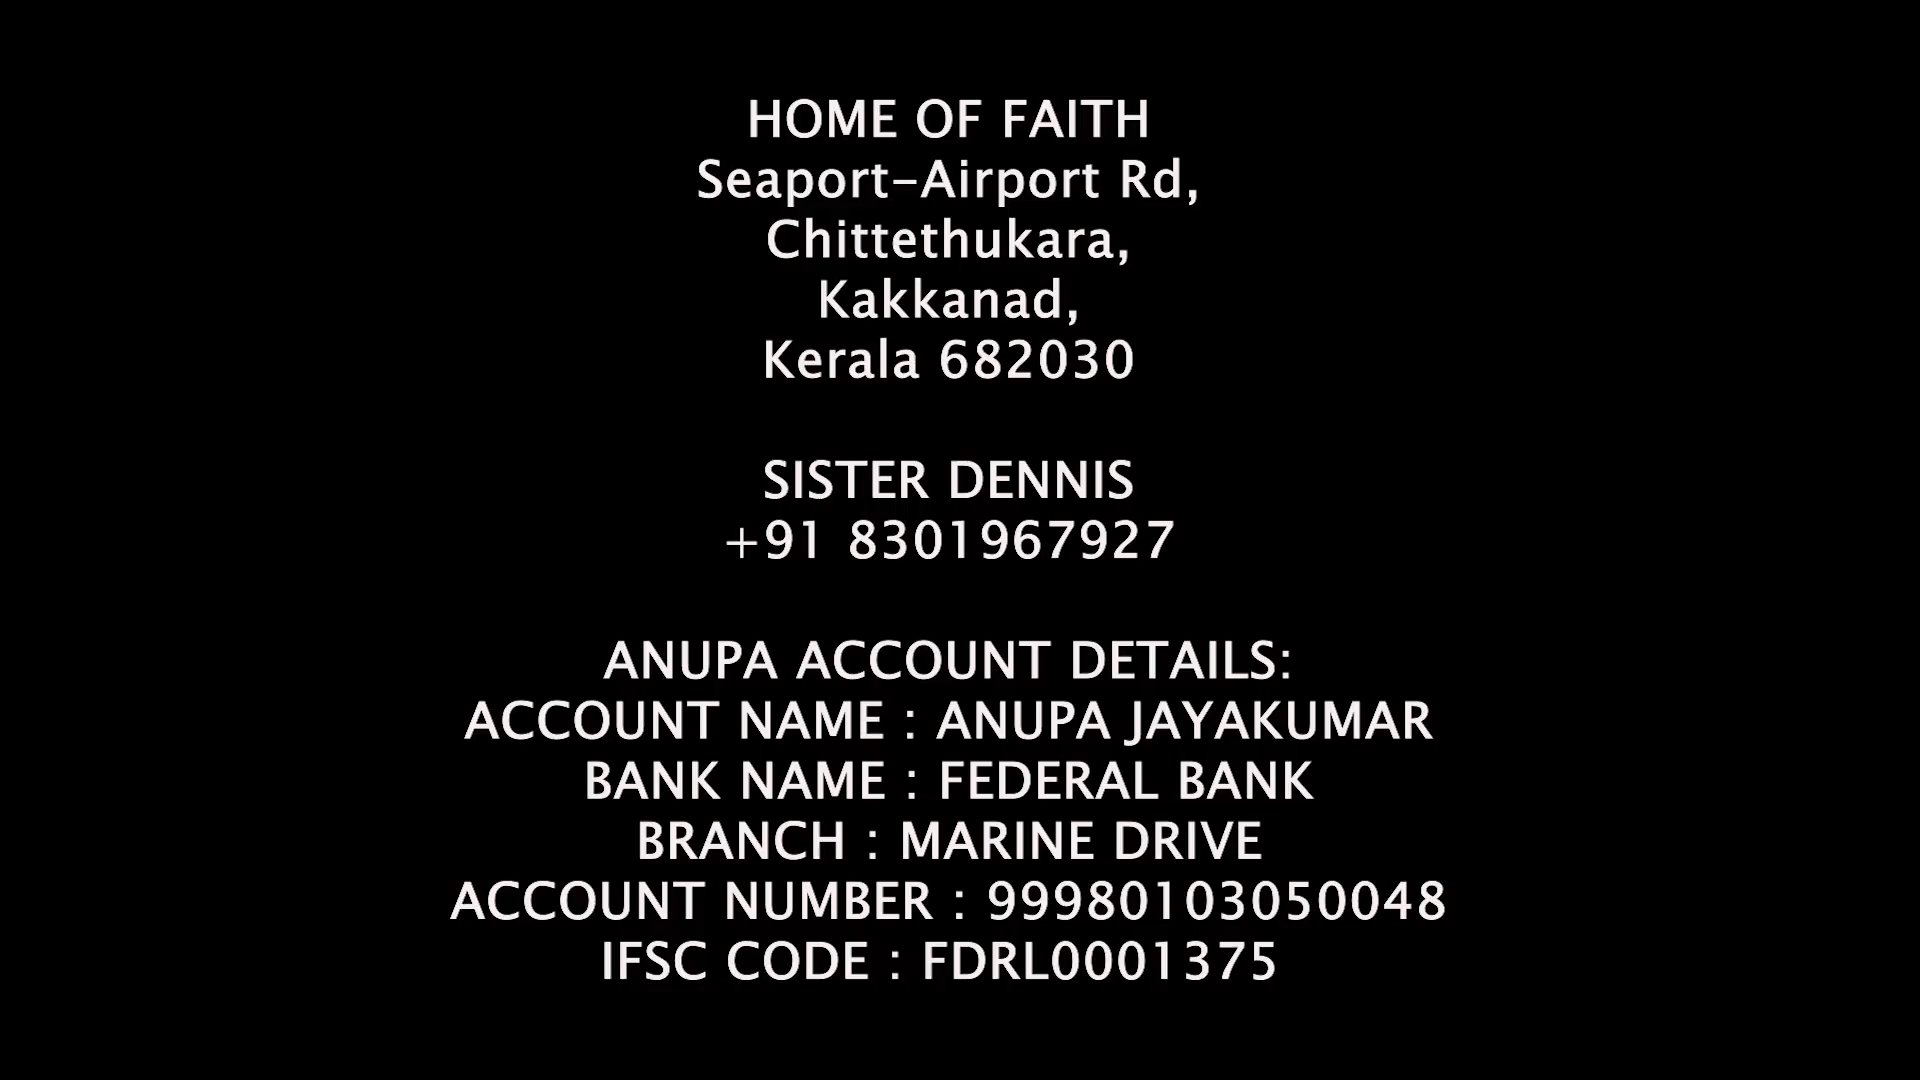 HOME OF FAITH
Seaport-Airport Rd,
Chittethukara,
Kakkanad,
Kerala 682030
SISTER DENNIS
+91 8301967927
ANUPA ACCOUNT DETAILS:
ACCOUNT NAME : ANUPA JAYAKUMAR
BANK NAME : FEDERAL BANK
BRANCH : MARINE DRIVE
ACCOUNT NUMBER : 99980103050048
IFSC CODE : FDRL0001375